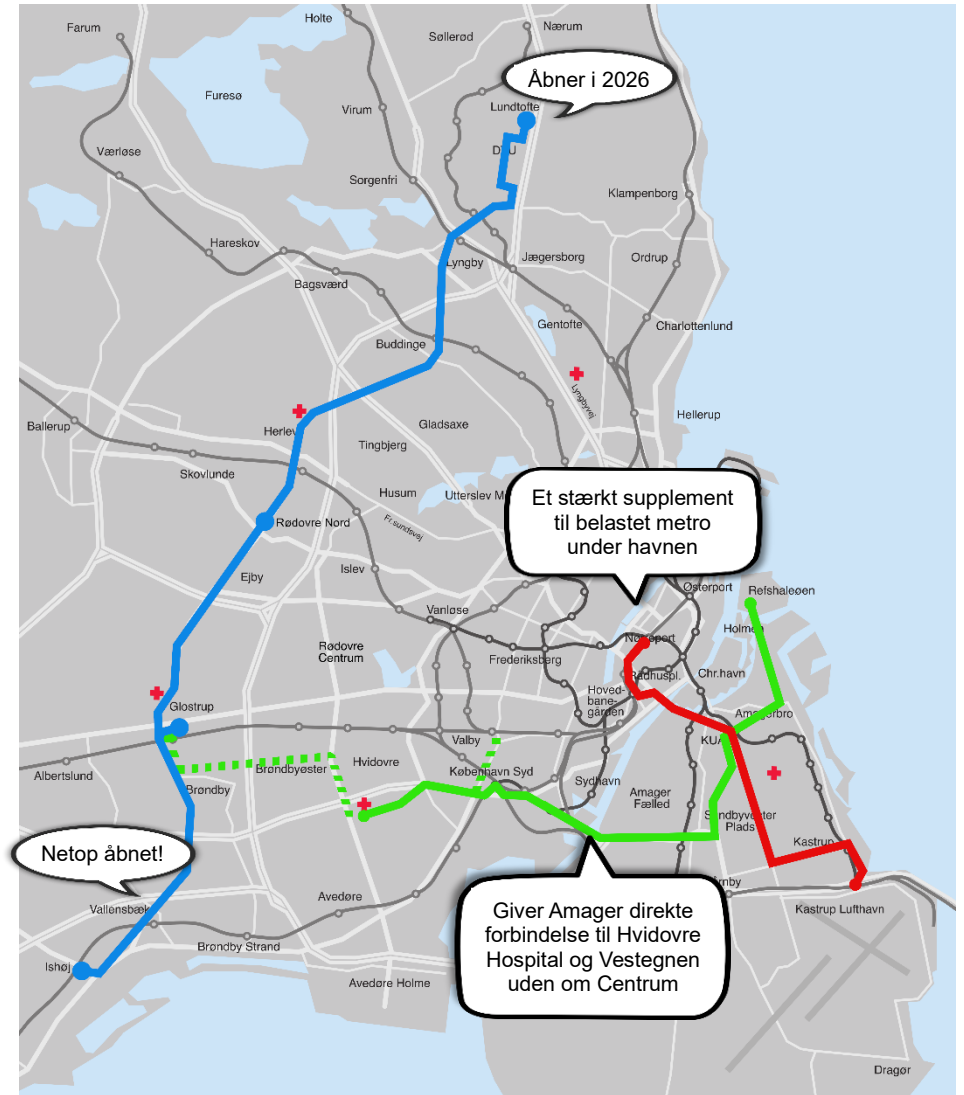 Holte
Nærum
Farum
Søllerød
Åbner i 2026
Furesø
Virum
Lundtofte
DTU
Værløse
Sorgenfri
Klampenborg
Hareskov
Lyngby
Jægersborg
Ordrup
Bagsværd
Gentofte
Charlottenlund
Buddinge
Lyngbyvej
Hellerup
Ballerup
Herlev
Gladsaxe
Tingbjerg
Skovlunde
Husum
Utterslev
Et stærkt supplement
til belastet metro
under havnen
Rødovre Nord
Fr.sundsvej
Ejby
Islev
Østerport
Refshaleøen
Vanløse
Holmen
Nørreport
Rødovre
Centrum
Frederiksberg
Rådhuspl.
Chr.havn
Hoved-
bane-
gården
Glostrup
Amagerbro
Valby
KUA
Albertslund
Brøndbyøster
Hvidovre
København Syd
Sydhavn
Brøndby
Amager
Fælled
Sundbyvester
Plads
Kastrup
Netop åbnet!
Avedøre
Vallensbæk
Giver Amager direkte
forbindelse til Hvidovre
Hospital og Vestegnen
uden om Centrum
Kastrup Lufthavn
Brøndby Strand
Ishøj
Avedøre Holme
Dragør